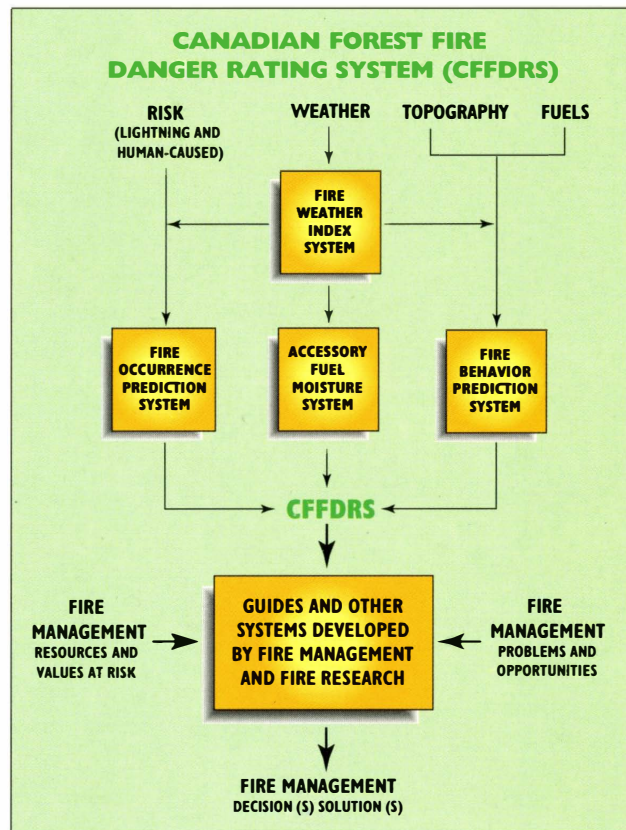 CANADIAN FOREST FIRE
DANGER RATING SYSTEM (CFFDRS)
RISK
(LIGHTNING AND
HUMAN-CAUSED)
WEATHER
TOPOGRAPHY
FUELS
FIRE
WEATHER
INDEX
SYSTEM
FIRE
OCCURRENCE
PREDICTION
SYSTEM
ACCESSORY
FUEL
MOISTURE
SYSTEM
FIRE
BEHAVIOR
PREDICTION
SYSTEM
CFFDRS
FIRE
MANAGEMENT
RESOURCES AND
VALUES AT RISK
GUIDES AND OTHER
SYSTEMS DEVELOPED
BY FIRE MANAGEMENT
AND FIRE RESEARCH
FIRE
MANAGEMENT
PROBLEMS AND
OPPORTUNITIES
FIRE MANAGEMENT
DECISION (S) SOLUTION (S)